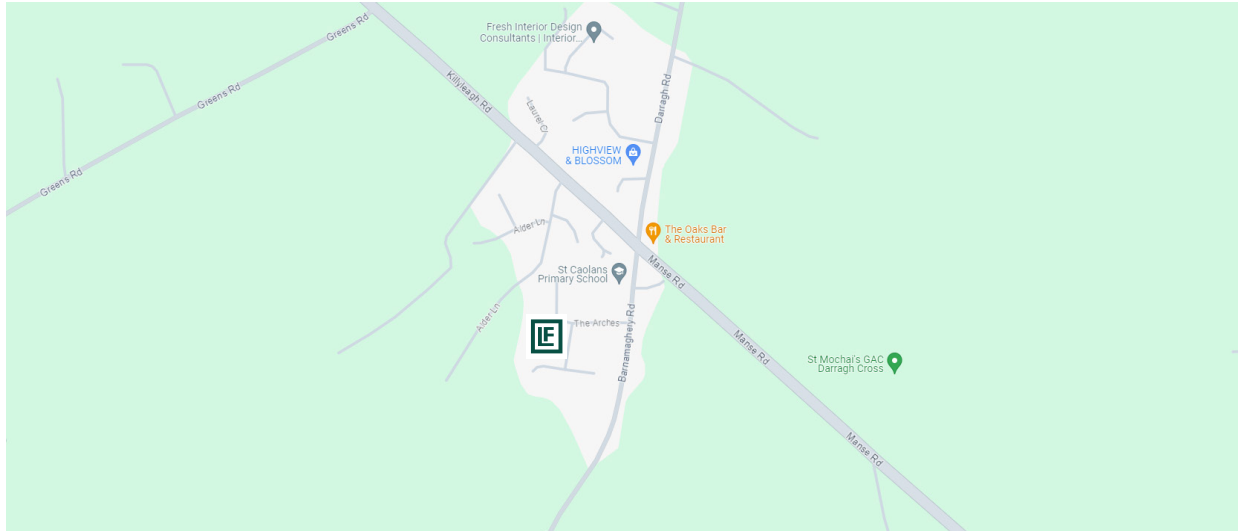 Greens Rd
Fresh Interior Design
Consultants | Interior...
Killyleagh Rd
Darragh Rd
Greens Rd
Laurel Cl
HIGHVIEW
& BLOSSOM
Greens Rd
Alder Ln
The Oaks Bar
& Restaurant
St Caolans
Primary School
Manse Rd
Alder Ln
The Arches
LF
Barnamaghery Rd
Manse Rd
St Mochai's GAC
Darragh Cross
Manse Rd